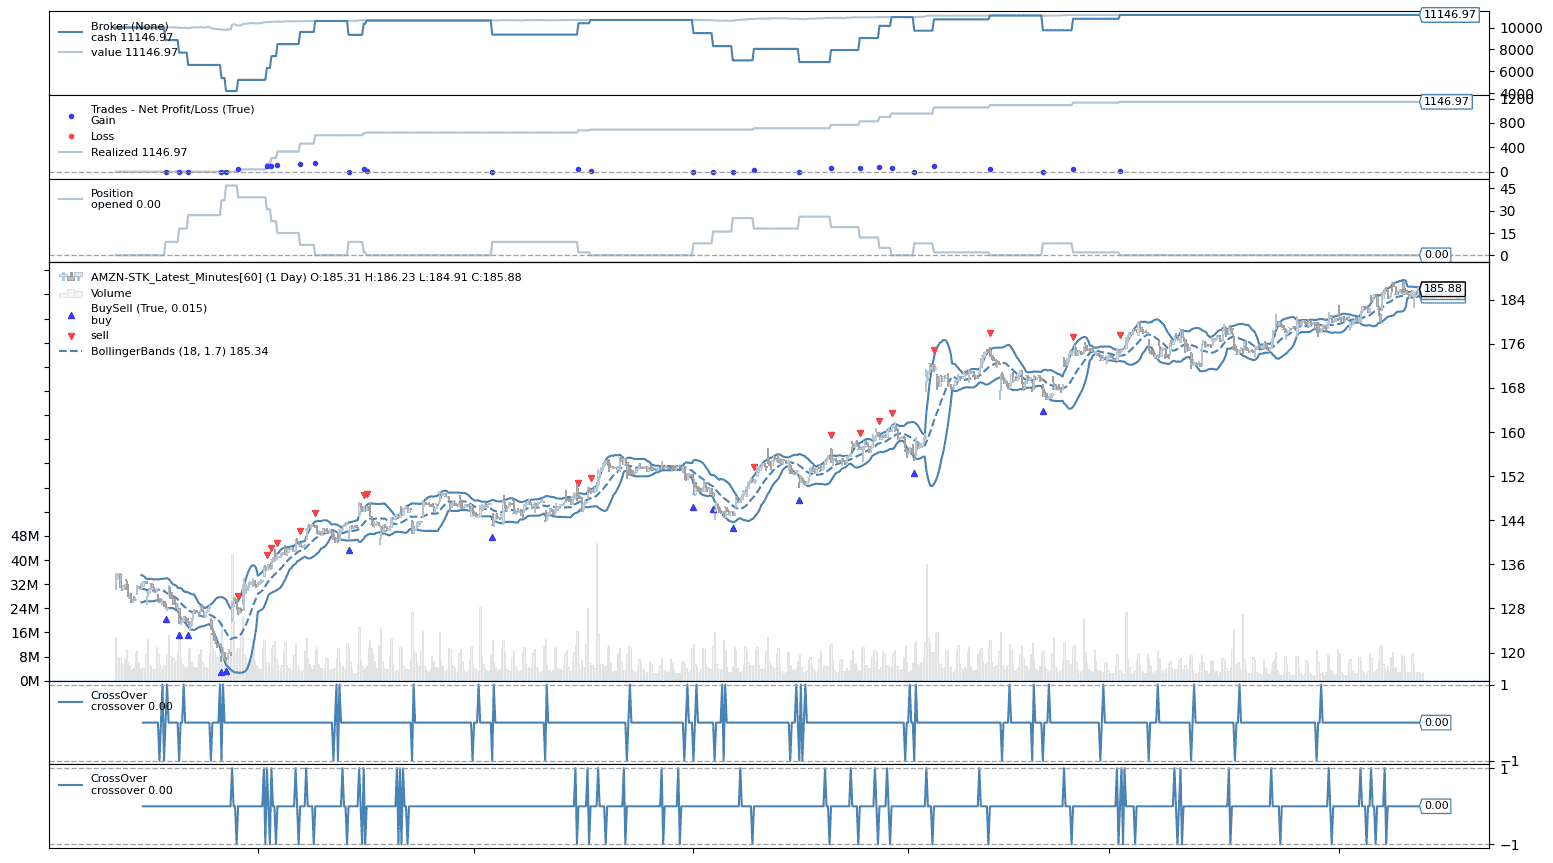 Broker (None)
cash 11146.97
value 11146.97
11146.97
10000
8000
6000
4000
Trades - Net Profit/Loss (True)
Gain
Loss
Realized 1146.97
1146.97
1200
800
400
0
Position
opened 0.00
45
30
15
0
0.00
AMZN-STK_Latest_Minutes[60] (1 Day) O:185.31 H:186.23 L:184.91 C:185.88
Volume
BuySell (True, 0.015)
buy
sell
BollingerBands (18, 1.7) 185.34
185.88
184
176
168
160
152
144
136
128
120
48M
40M
32M
24M
16M
8M
0M
CrossOver
crossover 0.00
1
0.00
−1
CrossOver
crossover 0.00
1
0.00
−1